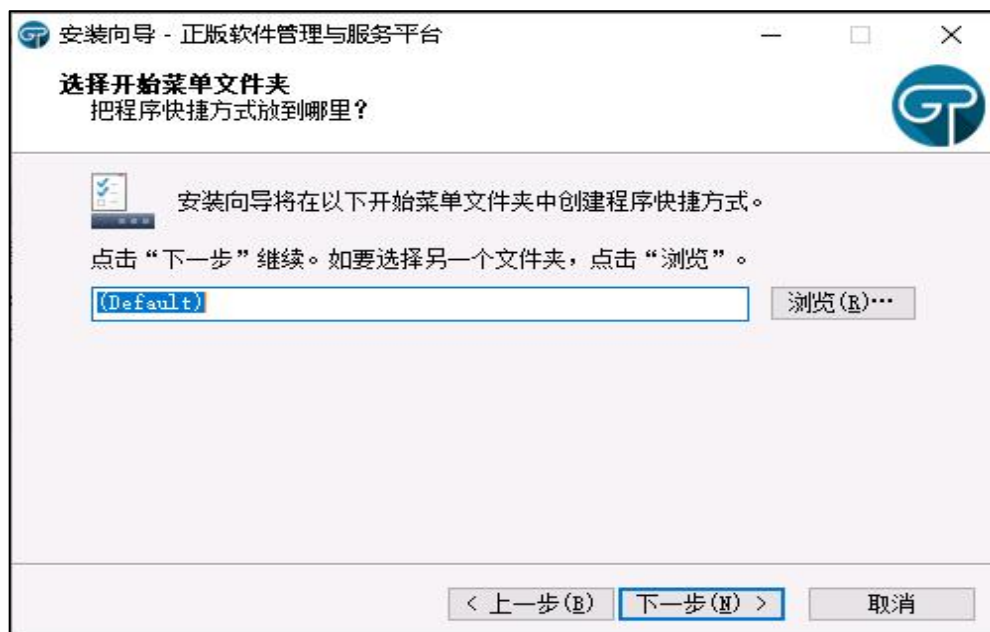 安装向导 - 正版软件管理与服务平台
选择开始菜单文件夹
把程序快捷方式放到哪里?
GP
安装向导将在以下开始菜单文件夹中创建程序快捷方式。
点击“下一步”继续。如要选择另一个文件夹，点击“浏览”。
(Default)
浏览(R)…
< 上一步(B)
下一步(N) >
取消